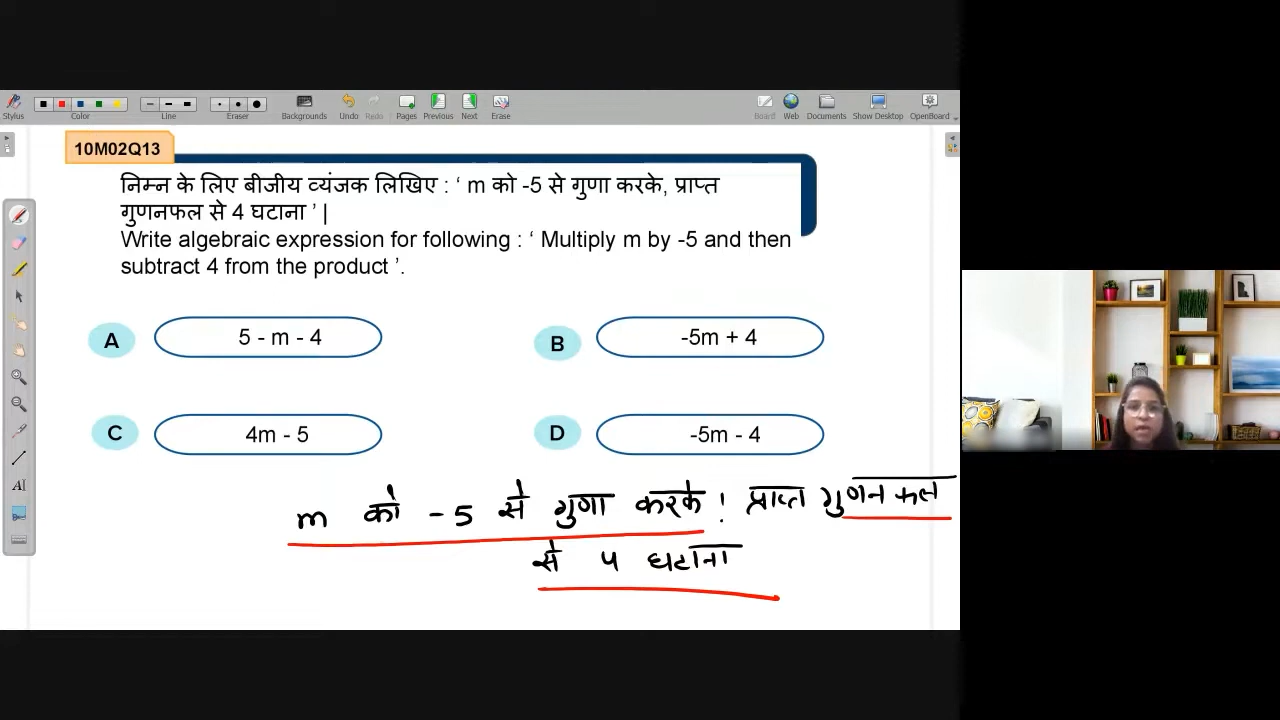 Stylus
Color
Line
Eraser
Backgrounds
Undo
Redo
Pages
Previous
Next
Erase
Board
Web
Documents
Show Desktop
OpenBoard
10M02Q13
निम्न के लिए बीजीय व्यंजक लिखिए : ‘ m को -5 से गुणा करके, प्राप्त
गुणनफल से 4 घटाना ’ |
Write algebraic expression for following : ‘ Multiply m by -5 and then
subtract 4 from the product ’.
A 5 - m - 4
B -5m + 4
C 4m - 5
D -5m - 4
m को -5 से गुणा करके ! प्राप्त गुणनफल
से 4 घटाना